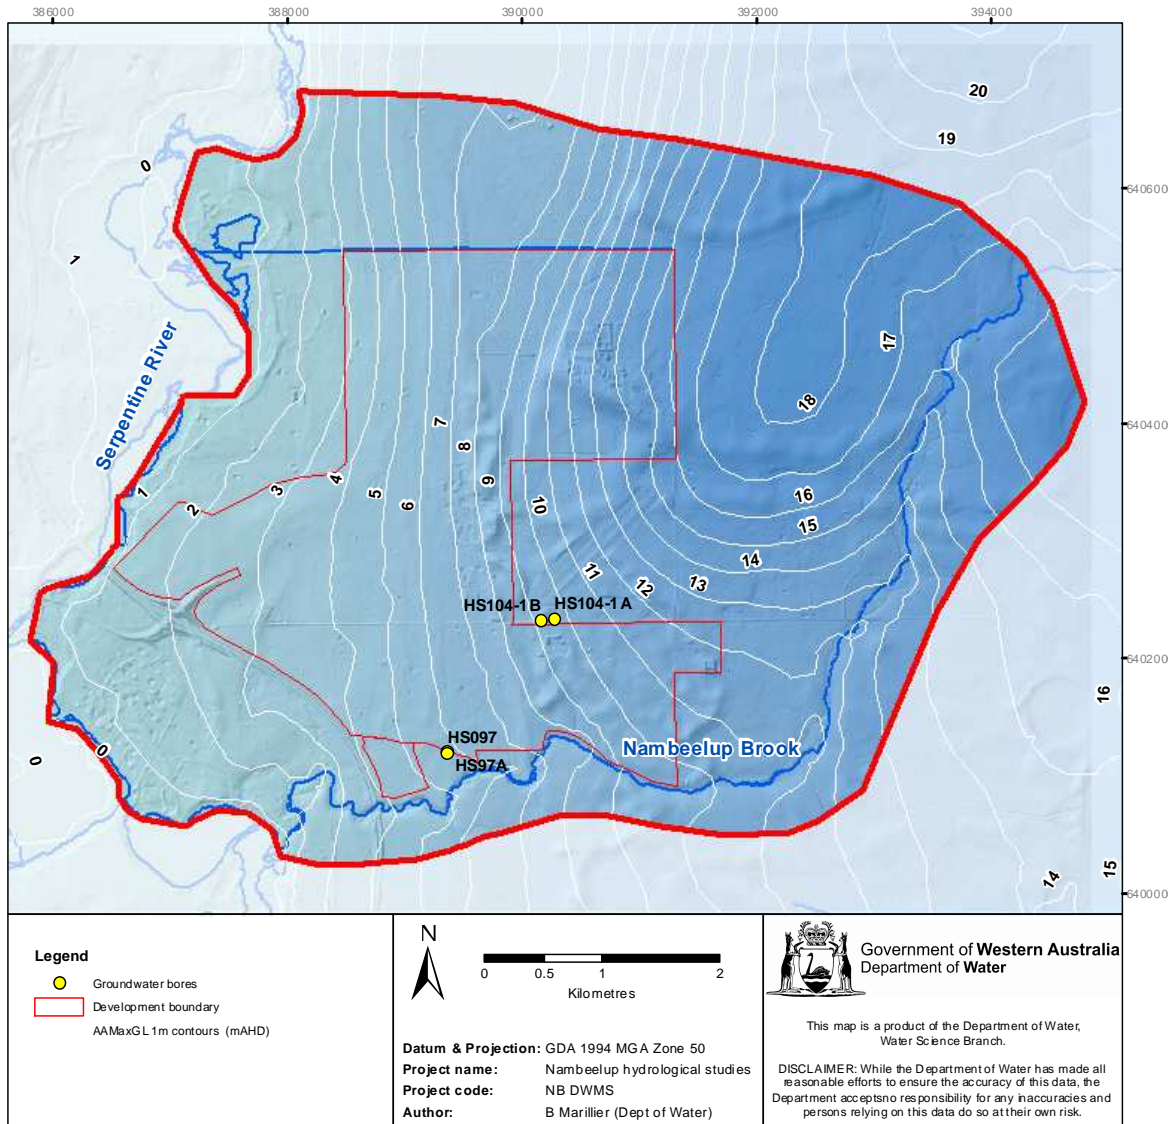 386000 388000 390000 392000 394000
20
19
0
640600
1
17
Serpentine River
18
7
640400
8
9
4
3
5
6
10
16
1
2
15
14
11
12
13
HS104-1B HS104-1A
640200
16
HS097
HS97A
Nambeelup Brook
0
0
14
15
640000
Legend
Groundwater bores
Development boundary
AAMaxGL 1m contours (mAHD)
N
0 0.5 1 2
Kilometres
Datum & Projection: GDA 1994 MGA Zone 50
Project name: Nambeelup hydrological studies
Project code: NB DWMS
Author: B Marillier (Dept of Water)
Government of Western Australia
Department of Water
This map is a product of the Department of Water,
Water Science Branch.
DISCLAIMER: While the Department of Water has made all
reasonable efforts to ensure the accuracy of this data, the
Department acceptsno responsibility for any inaccuracies and
persons relying on this data do so at their own risk.